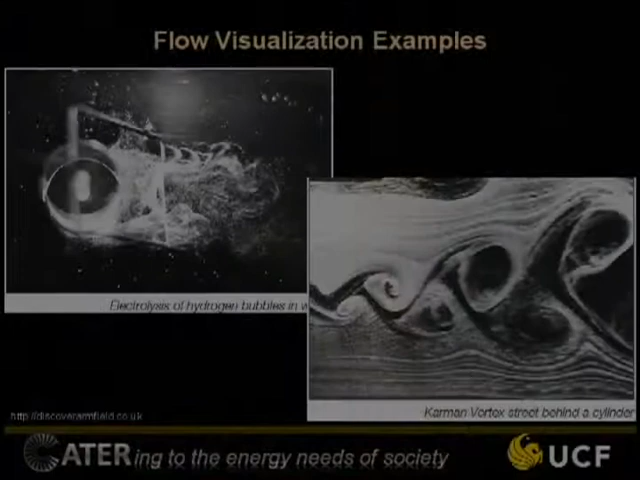 Flow Visualization Examples
Electrolysis of hydrogen bubbles in w
Karman Vortex street behind a cylinder
http://discoverarmfield.co.uk
CATERing to the energy needs of society
UCF